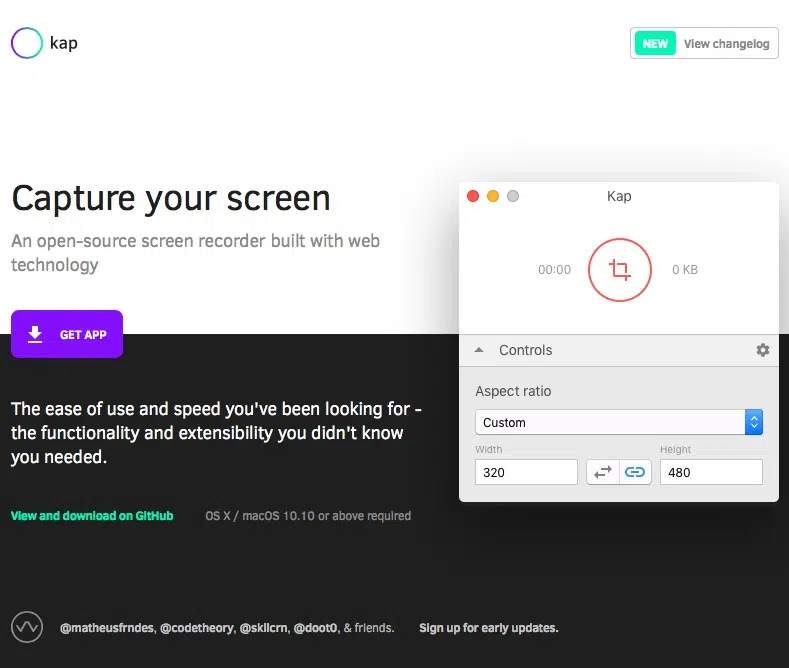 kap
NEW View changelog
Capture your screen
An open-source screen recorder built with web
technology
GET APP
Kap
00:00
0 KB
Controls
Aspect ratio
Custom
Width
Height
320
480
The ease of use and speed you've been looking for -
the functionality and extensibility you didn't know
you needed.
View and download on GitHub
OS X / macOS 10.10 or above required
@matheusfrndes, @codetheory, @skllcrn, @doot0, & friends.
Sign up for early updates.